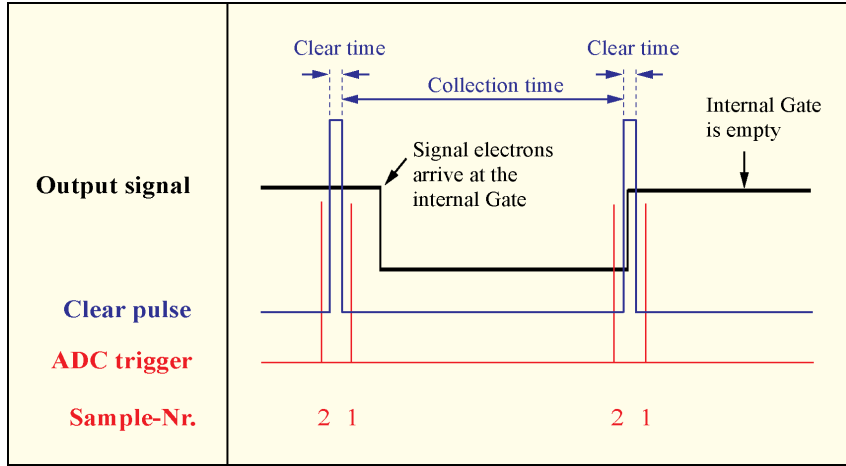 Clear time
Clear time
Collection time
Internal Gate
is empty
Signal electrons
arrive at the
internal Gate
Output signal
Clear pulse
ADC trigger
Sample-Nr.
2 1
2 1